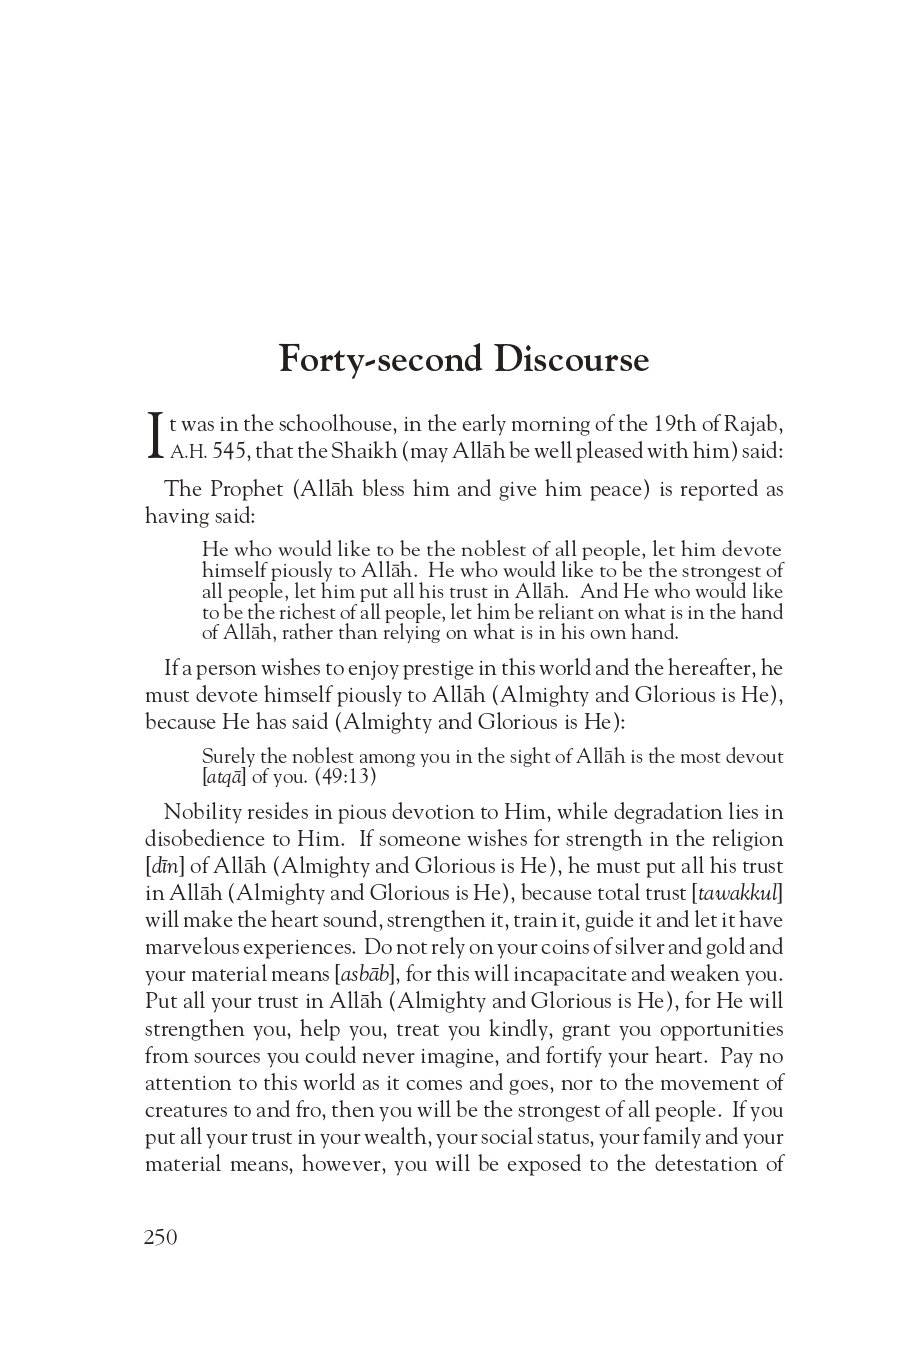 Forty-second Discourse
It was in the schoolhouse, in the early morning of the 19th of Rajab,
A.H. 545, that the Shaikh (may Allāh be well pleased with him) said:
The Prophet (Allāh bless him and give him peace) is reported as
having said:
He who would like to be the noblest of all people, let him devote
himself piously to Allāh. He who would like to be the strongest of
all people, let him put all his trust in Allāh. And He who would like
to be the richest of all people, let him be reliant on what is in the hand
of Allāh, rather than relying on what is in his own hand.
If a person wishes to enjoy prestige in this world and the hereafter, he
must devote himself piously to Allāh (Almighty and Glorious is He),
because He has said (Almighty and Glorious is He):
Surely the noblest among you in the sight of Allāh is the most devout
[atqā] of you. (49:13)
Nobility resides in pious devotion to Him, while degradation lies in
disobedience to Him. If someone wishes for strength in the religion
[dīn] of Allāh (Almighty and Glorious is He), he must put all his trust
in Allāh (Almighty and Glorious is He), because total trust [tawakkul]
will make the heart sound, strengthen it, train it, guide it and let it have
marvelous experiences. Do not rely on your coins of silver and gold and
your material means [asbāb], for this will incapacitate and weaken you.
Put all your trust in Allāh (Almighty and Glorious is He), for He will
strengthen you, help you, treat you kindly, grant you opportunities
from sources you could never imagine, and fortify your heart. Pay no
attention to this world as it comes and goes, nor to the movement of
creatures to and fro, then you will be the strongest of all people. If you
put all your trust in your wealth, your social status, your family and your
material means, however, you will be exposed to the detestation of
250